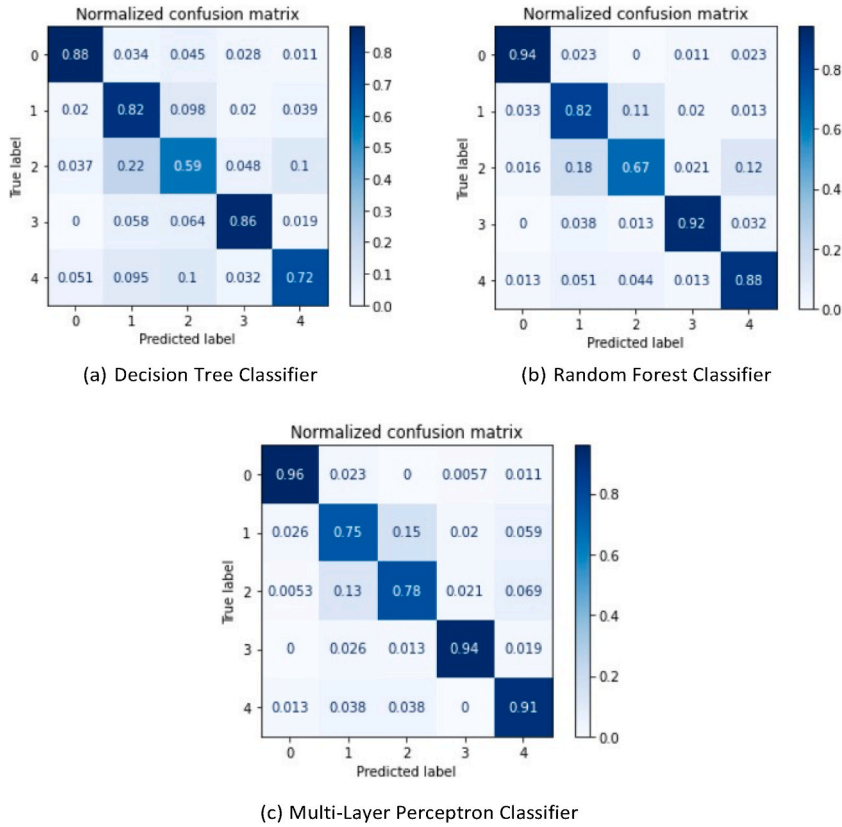 Normalized confusion matrix
0 0.88 0.034 0.045 0.028 0.011
1 0.02 0.82 0.098 0.02 0.039
2 0.037 0.22 0.59 0.048 0.1
3 0 0.058 0.064 0.86 0.019
4 0.051 0.095 0.1 0.032 0.72
0 1 2 3 4
Predicted label
True label
0.8
0.7
0.6
0.5
0.4
0.3
0.2
0.1
0.0
(a) Decision Tree Classifier
Normalized confusion matrix
0 0.94 0.023 0 0.011 0.023
1 0.033 0.82 0.11 0.02 0.013
2 0.016 0.18 0.67 0.021 0.12
3 0 0.038 0.013 0.92 0.032
4 0.013 0.051 0.044 0.013 0.88
0 1 2 3 4
Predicted label
True label
0.8
0.6
0.4
0.2
0.0
(b) Random Forest Classifier
Normalized confusion matrix
0 0.96 0.023 0 0.0057 0.011
1 0.026 0.75 0.15 0.02 0.059
2 0.0053 0.13 0.78 0.021 0.069
3 0 0.026 0.013 0.94 0.019
4 0.013 0.038 0.038 0 0.91
0 1 2 3 4
Predicted label
True label
0.8
0.6
0.4
0.2
0.0
(c) Multi-Layer Perceptron Classifier